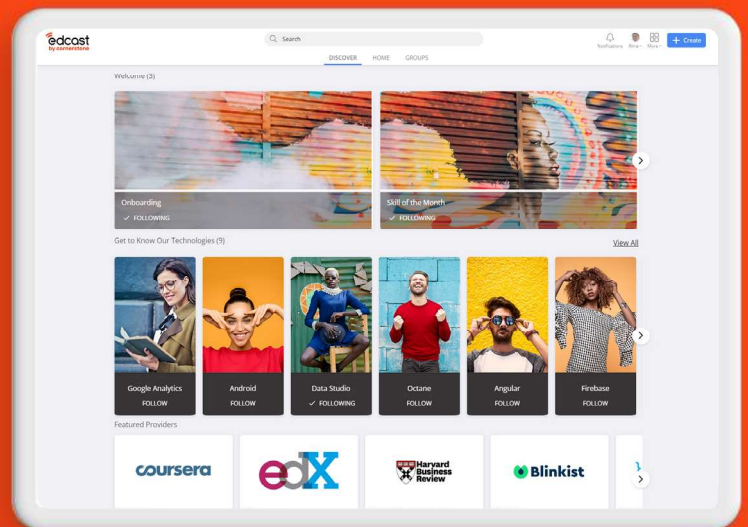 edcast
by cornerstone
Search
Notifications
More
+ Create
DISCOVER HOME GROUPS
Welcome (3)
Onboarding
✓ FOLLOWING
Skill of the Month
✓ FOLLOWING
Get to Know Our Technologies (9)
View All
Google Analytics
FOLLOW
Android
FOLLOW
Data Studio
✓ FOLLOWING
Octane
FOLLOW
Angular
FOLLOW
Firebase
FOLLOW
Featured Providers
coursera
edX
Harvard
Business
Review
Blinkist